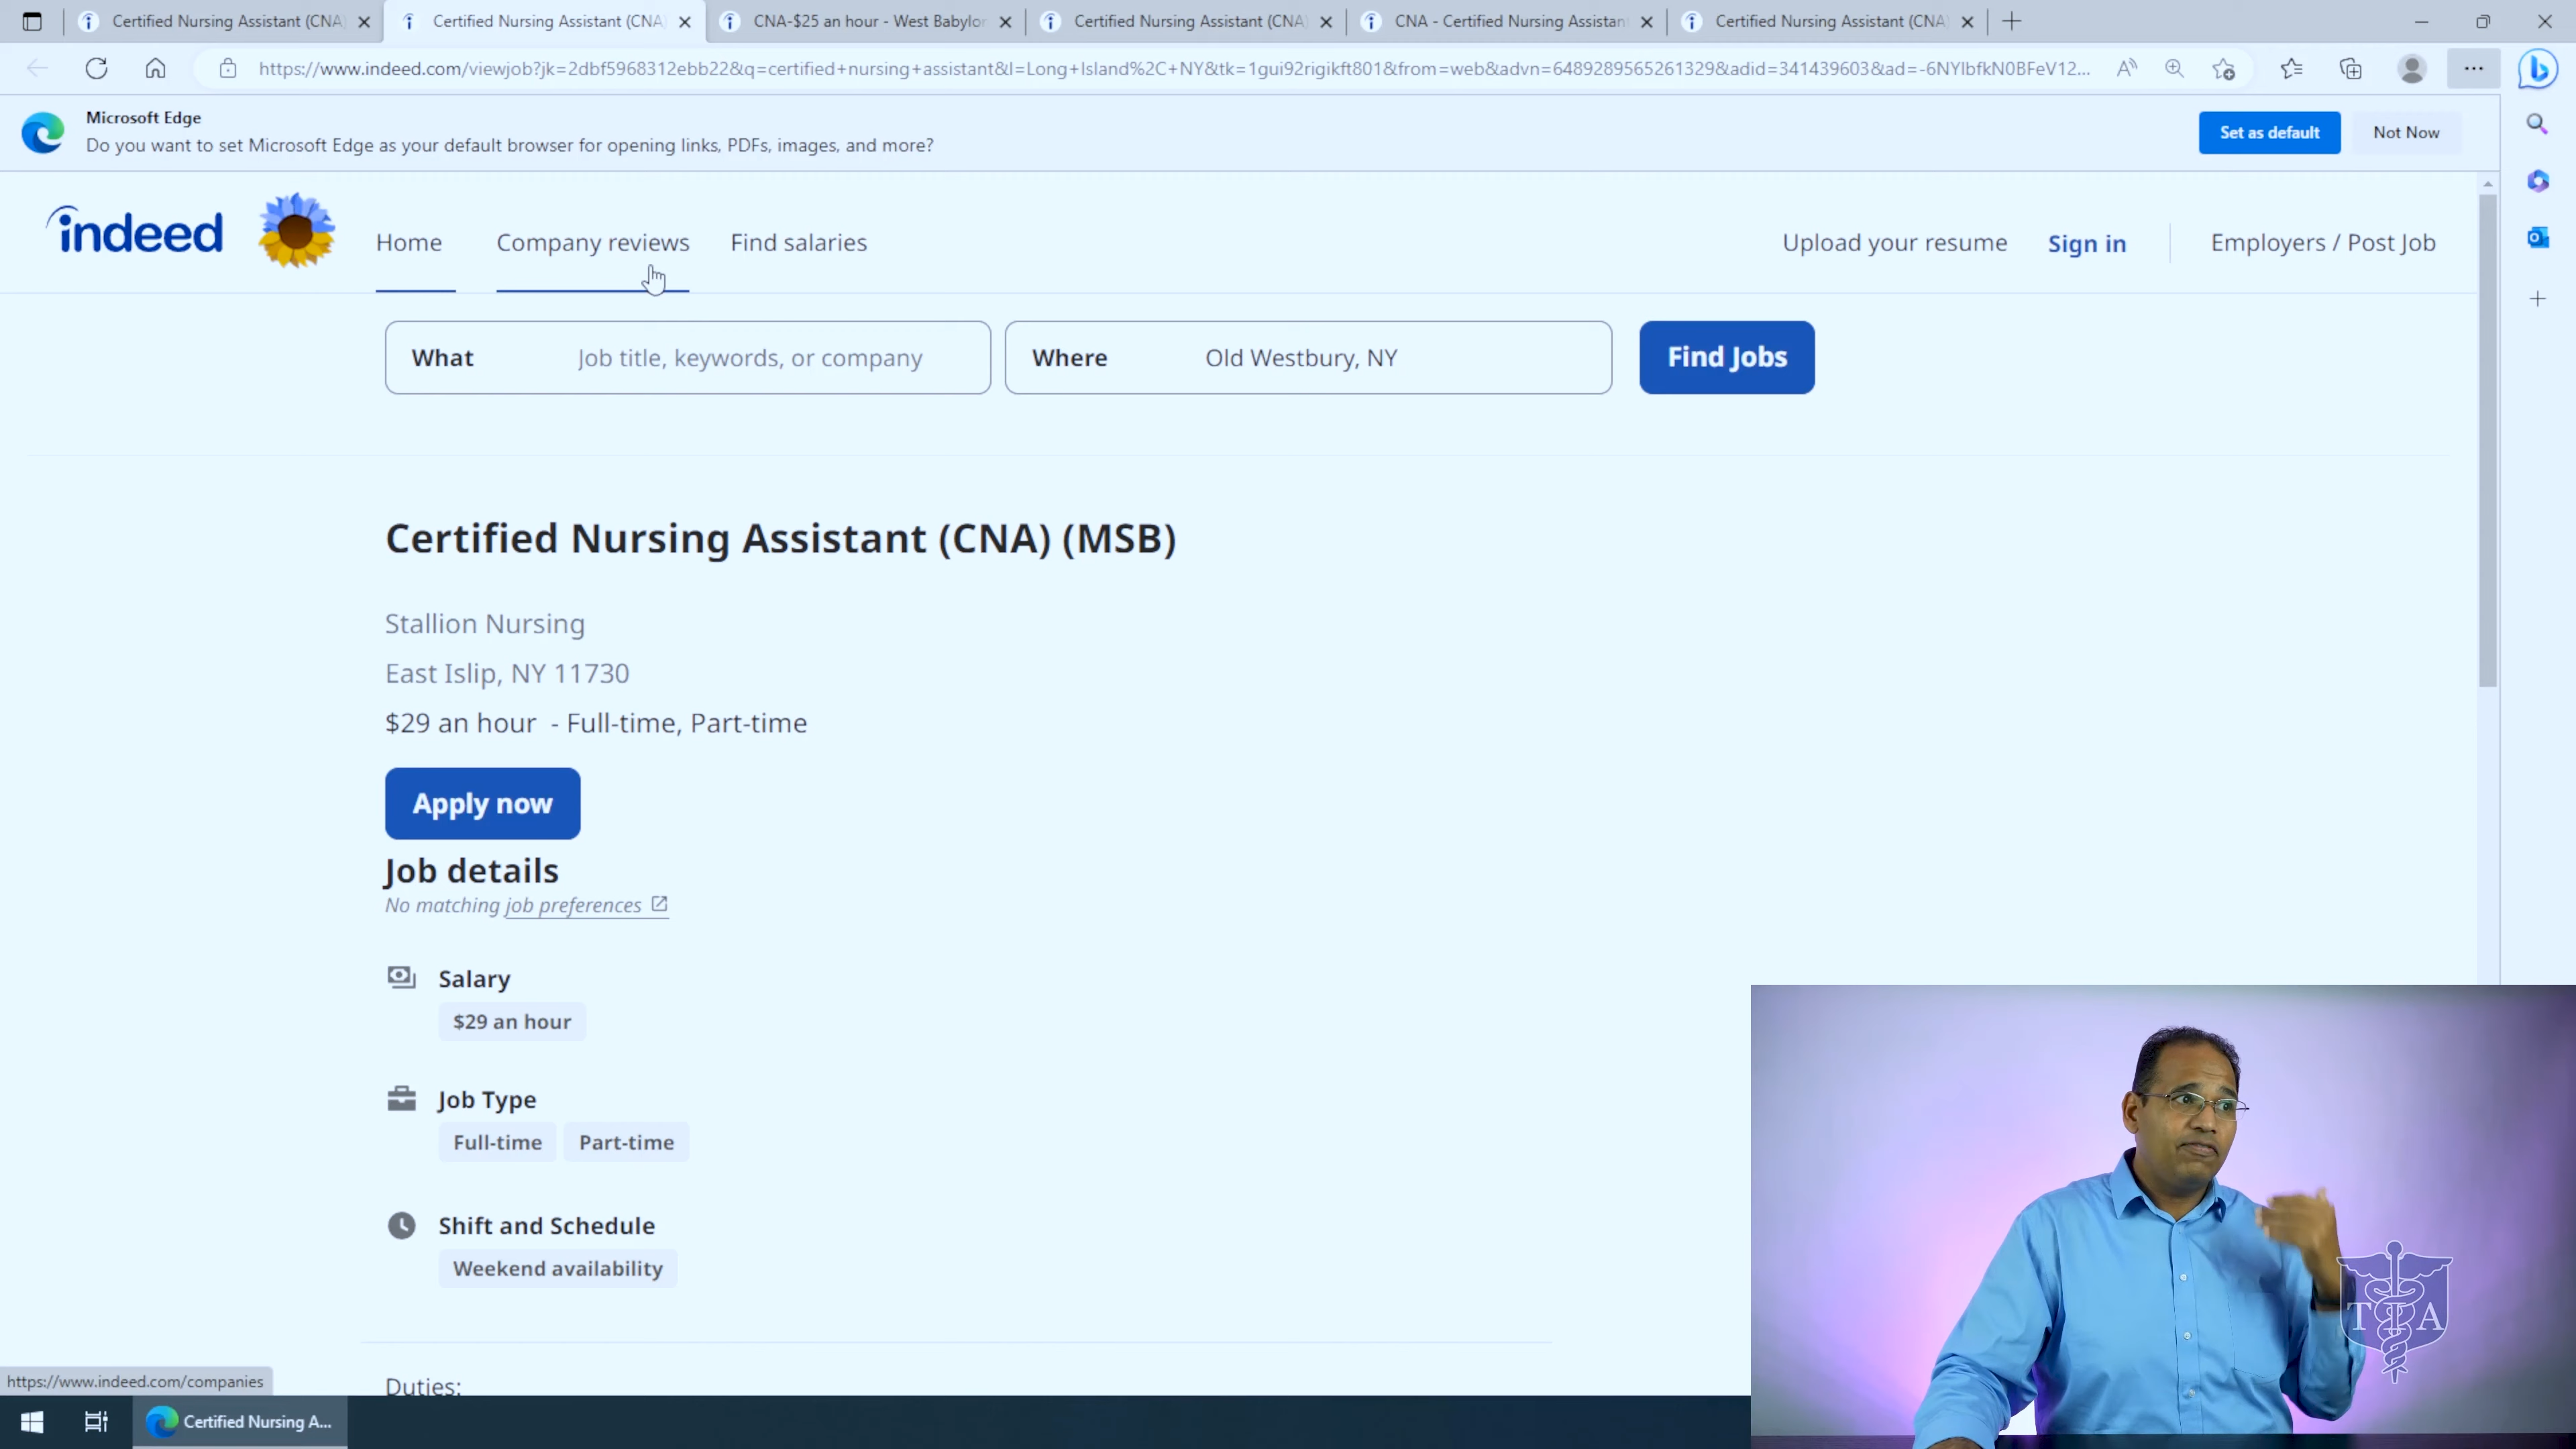 Certified Nursing Assistant (CNA)
Certified Nursing Assistant (CNA)
CNA-$25 an hour - West Babylon
Certified Nursing Assistant (CNA)
CNA - Certified Nursing Assistant
Certified Nursing Assistant (CNA)
https://www.indeed.com/viewjob?jk=2dbf5968312ebb22&q=certified+nursing+assistant&l=Long+Island%2C+NY&tk=1gui92rigikft801&from=web&advn=6489289565261329&adid=341439603&ad=-6NYlbfkN0BFeV12...
Microsoft Edge
Do you want to set Microsoft Edge as your default browser for opening links, PDFs, images, and more?
Set as default
Not Now
indeed
Home
Company reviews
Find salaries
Upload your resume
Sign in
Employers / Post Job
What
Job title, keywords, or company
Where
Old Westbury, NY
Find Jobs
Certified Nursing Assistant (CNA) (MSB)
Stallion Nursing
East Islip, NY 11730
$29 an hour - Full-time, Part-time
Apply now
Job details
No matching job preferences
Salary
$29 an hour
Job Type
Full-time Part-time
Shift and Schedule
Weekend availability
Duties:
https://www.indeed.com/companies
Certified Nursing A...
T I A